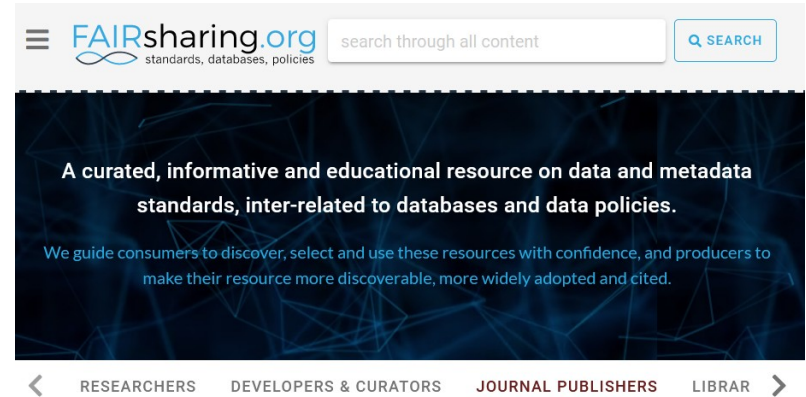 FAIRsharing.org
standards, databases, policies
search through all content
SEARCH
A curated, informative and educational resource on data and metadata
standards, inter-related to databases and data policies.
We guide consumers to discover, select and use these resources with confidence, and producers to
make their resource more discoverable, more widely adopted and cited.
RESEARCHERS DEVELOPERS & CURATORS JOURNAL PUBLISHERS LIBRAR